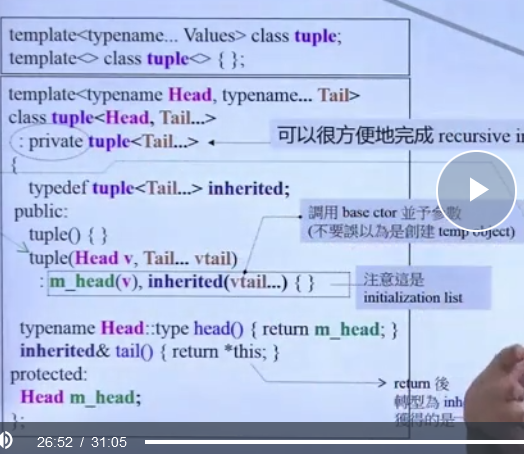 template<typename... Values> class tuple;
template<> class tuple<> { };
template<typename Head, typename... Tail>
class tuple<Head, Tail...>
: private tuple<Tail...>
可以很方便地完成 recursive
{
typedef tuple<Tail...> inherited;
public:
調用 base ctor 並予參數
(不要誤以為是創建 temp object)
tuple() { }
tuple(Head v, Tail... vtail)
: m_head(v), inherited(vtail...) { }
注意這是
initialization list
typename Head::type head() { return m_head; }
inherited& tail() { return *this; }
protected:
return 後
Head m_head;
轉型為 inh
獲得的是
};
26:52 / 31:05